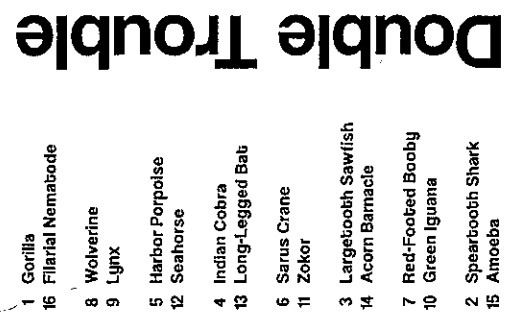 Double Trouble
1 Gorilla
16 Filarial Nematode
8 Wolverine
9 Lynx
5 Harbor Porpoise
12 Seahorse
4 Indian Cobra
13 Long-Legged Bat
6 Sarus Crane
11 Zokor
3 Largetooth Sawfish
14 Acorn Barnacle
7 Red-Footed Booby
10 Green Iguana
2 Speartooth Shark
15 Amoeba